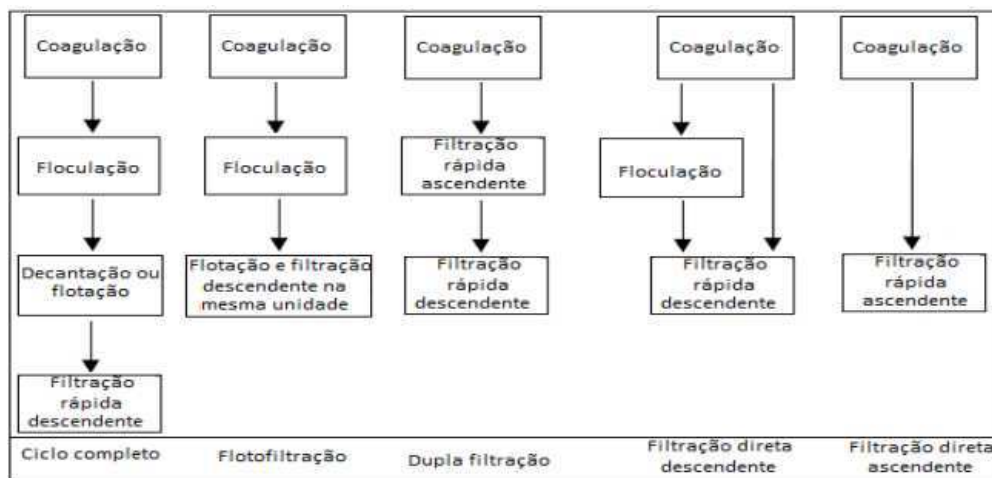 Coagulação
Coagulação
Coagulação
Coagulação
Coagulação
Floculação
Floculação
Filtração
rápida
ascendente
Floculação
Decantação ou
flotação
Flotação e filtração
descendente na
mesma unidade
Filtração
rápida
descendente
Filtração
rápida
descendente
Filtração
rápida
ascendente
Filtração
rápida
descendente
Ciclo completo
Flotofiltração
Dupla filtração
Filtração direta
descendente
Filtração direta
ascendente